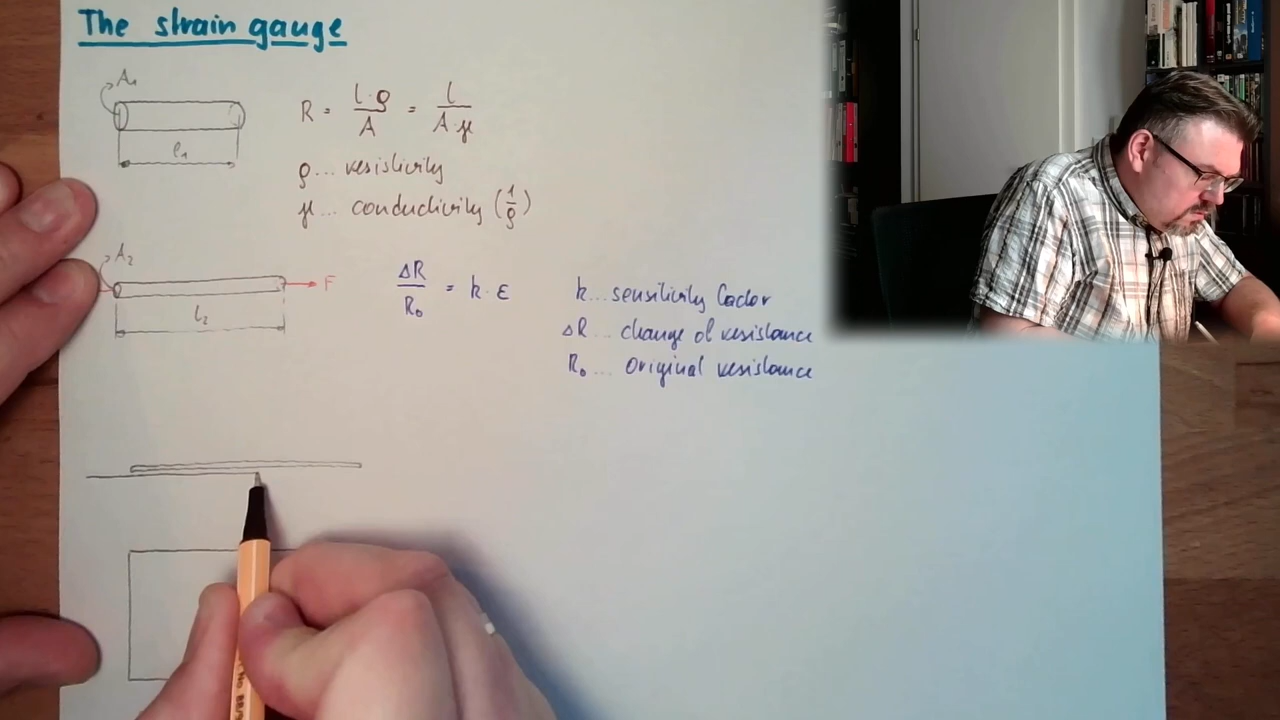 The strain gauge
A₁
l₁
R = l·ρ / A = l / A·γ
ρ... resistivity
γ... conductivity (1/ρ)
A₂
F
l₂
ΔR / R₀ = k · ε
k... sensitivity factor
ΔR... change of resistance
R₀... original resistance